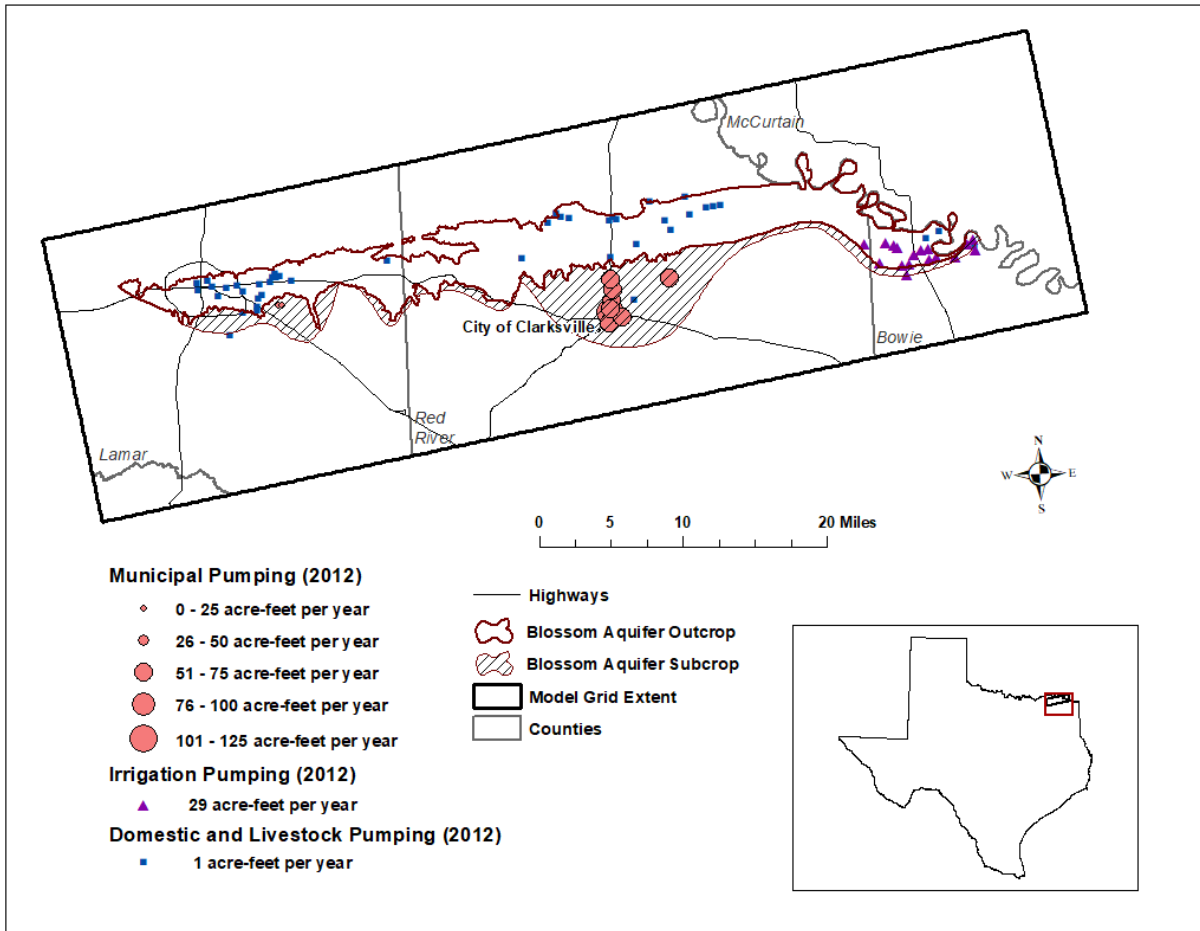 McCurtain
City of Clarksville
Bowie
Red
River
Lamar
N
W
E
S
0 5 10 20 Miles
Municipal Pumping (2012)
0 - 25 acre-feet per year
26 - 50 acre-feet per year
51 - 75 acre-feet per year
76 - 100 acre-feet per year
101 - 125 acre-feet per year
Irrigation Pumping (2012)
29 acre-feet per year
Domestic and Livestock Pumping (2012)
1 acre-feet per year
Highways
Blossom Aquifer Outcrop
Blossom Aquifer Subcrop
Model Grid Extent
Counties